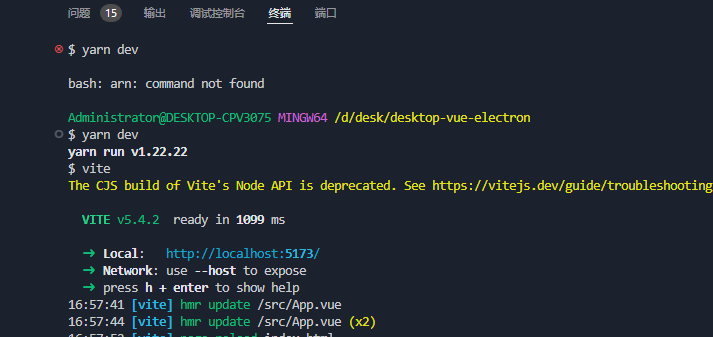 问题 15 输出 调试控制台 终端 端口
$ yarn dev
bash: arn: command not found
Administrator@DESKTOP-CPV3075 MINGW64 /d/desk/desktop-vue-electron
$ yarn dev
yarn run v1.22.22
$ vite
The CJS build of Vite's Node API is deprecated. See https://vitejs.dev/guide/troubleshooting
VITE v5.4.2 ready in 1099 ms
➜ Local: http://localhost:5173/
➜ Network: use --host to expose
➜ press h + enter to show help
16:57:41 [vite] hmr update /src/App.vue
16:57:44 [vite] hmr update /src/App.vue (x2)